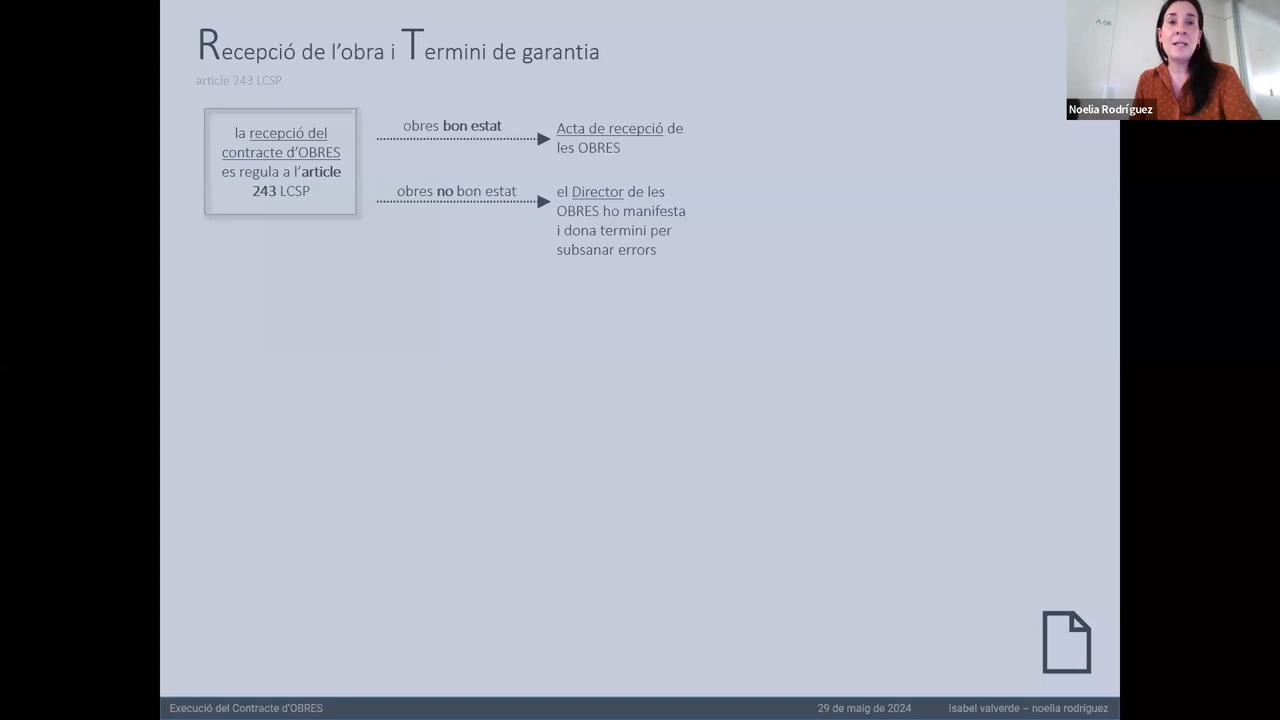 Recepció de l'obra i Termini de garantia
article 243 LCSP
la recepció del
contracte d'OBRES
es regula a l'article
243 LCSP
obres bon estat
Acta de recepció de
les OBRES
obres no bon estat
el Director de les
OBRES ho manifesta
i dona termini per
subsanar errors
A.08
Noelia Rodríguez
Execució del Contracte d'OBRES
29 de maig de 2024
isabel valverde – noelia rodríguez